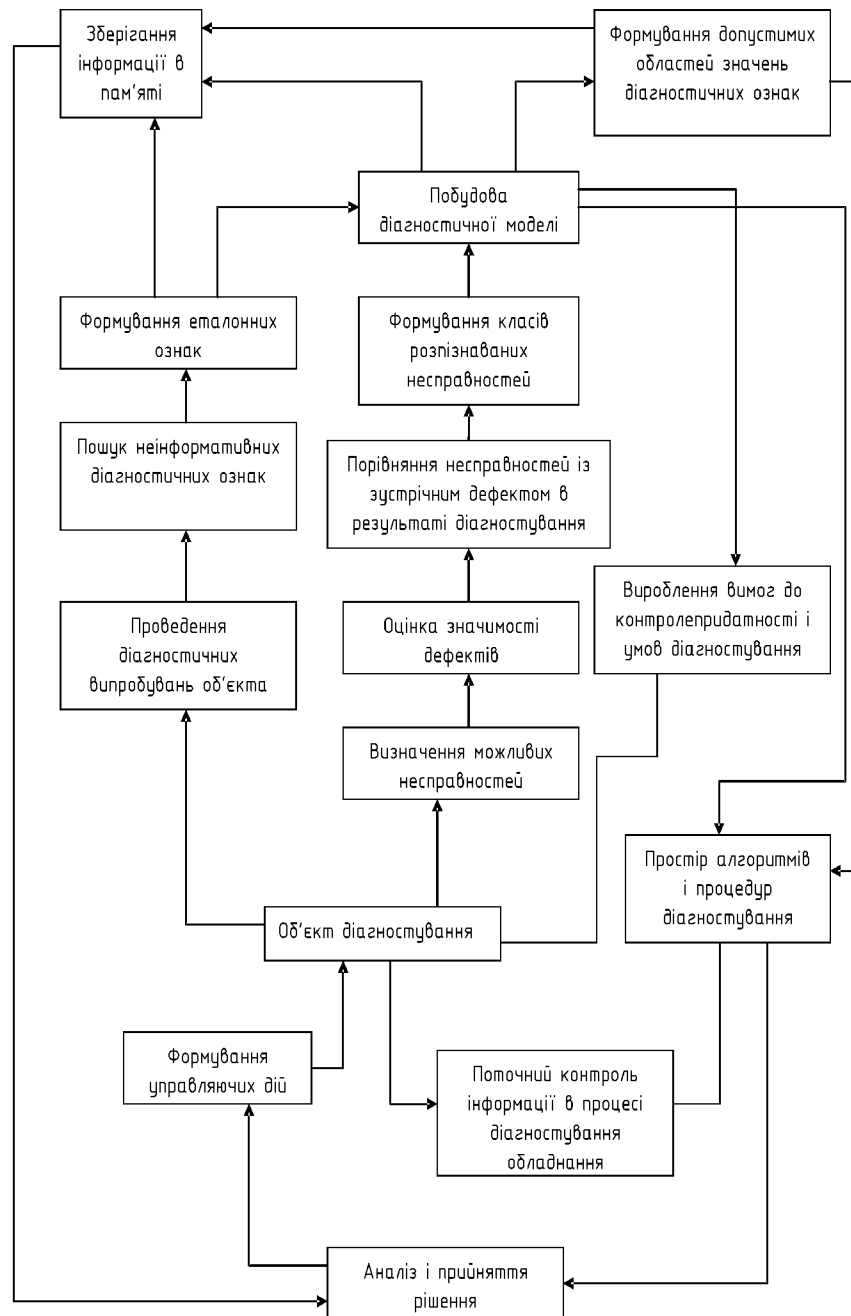 Зберігання
інформації в
пам'яті
Формування допустимих
областей значень
діагностичних ознак
Побудова
діагностичної моделі
Формування еталонних
ознак
Формування класів
розпізнаваних
несправностей
Пошук неінформативних
діагностичних ознак
Порівняння несправностей із
зустрічним дефектом в
результаті діагностування
Проведення
діагностичних
випробувань об'єкта
Оцінка значимості
дефектів
Вироблення вимог до
контролепридатності і
умов діагностування
Визначення можливих
несправностей
Простір алгоритмів
і процедур
діагностування
Об'єкт діагностування
Формування
управляючих дій
Поточний контроль
інформації в процесі
діагностування
обладнання
Аналіз і прийняття
рішення